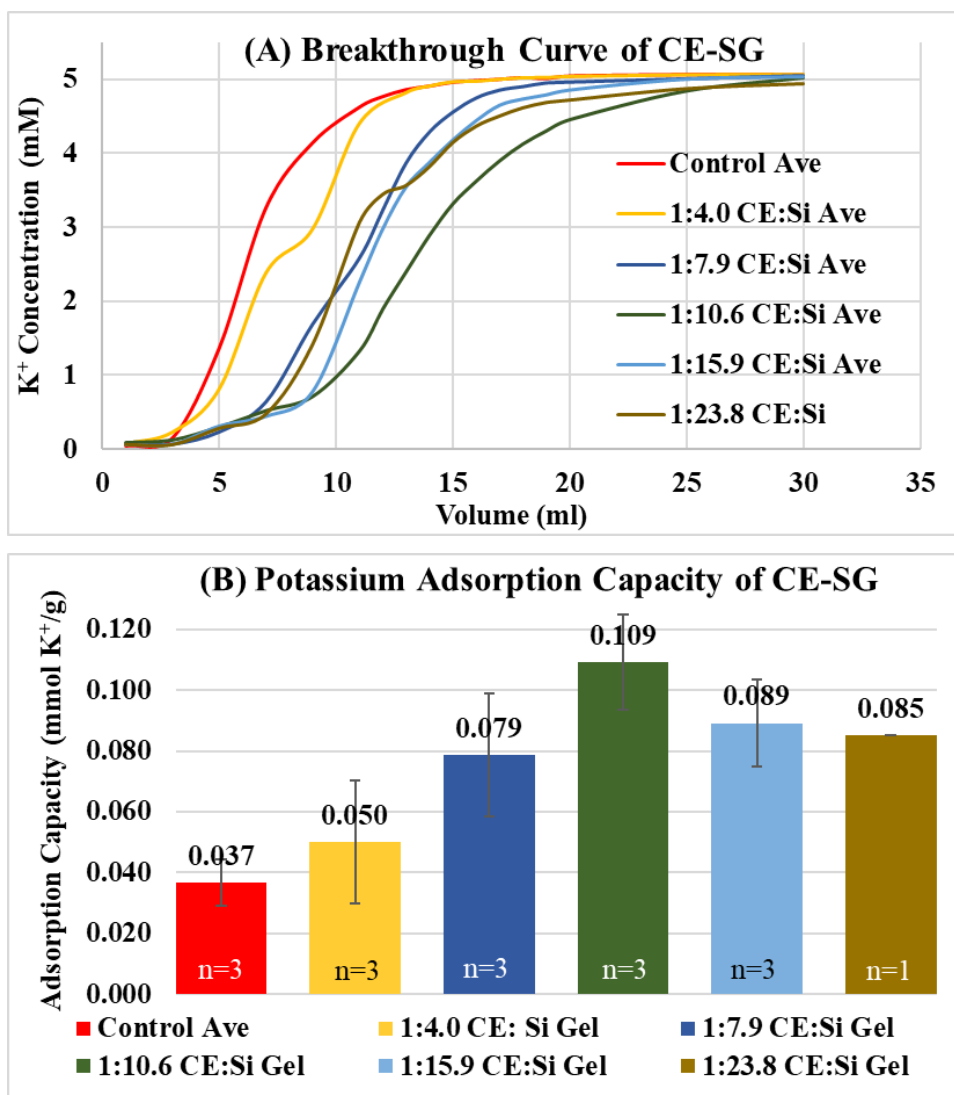 (A) Breakthrough Curve of CE-SG
K⁺ Concentration (mM)
5
4
3
2
1
0
0 5 10 15 20 25 30 35
Volume (ml)
Control Ave
1:4.0 CE:Si Ave
1:7.9 CE:Si Ave
1:10.6 CE:Si Ave
1:15.9 CE:Si Ave
1:23.8 CE:Si
(B) Potassium Adsorption Capacity of CE-SG
Adsorption Capacity (mmol K⁺/g)
0.120
0.100
0.080
0.060
0.040
0.020
0.000
0.037
0.050
0.079
0.109
0.089
0.085
n=3 n=3 n=3 n=3 n=3 n=1
Control Ave 1:4.0 CE: Si Gel 1:7.9 CE:Si Gel
1:10.6 CE:Si Gel 1:15.9 CE:Si Gel 1:23.8 CE:Si Gel